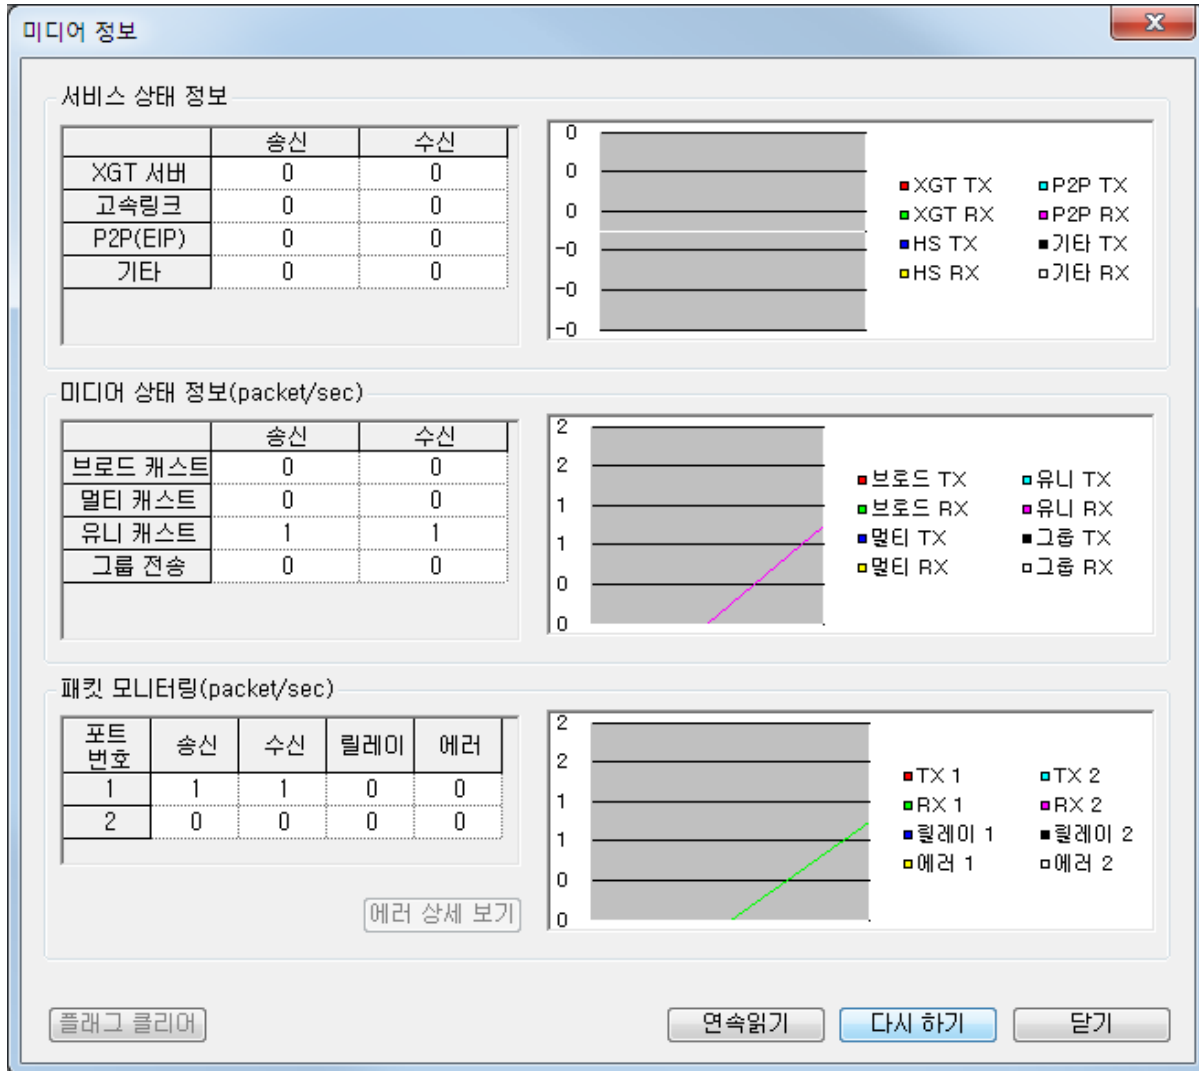 미디어 정보
서비스 상태 정보
송신 수신
XGT 서버 0 0
고속링크 0 0
P2P(EIP) 0 0
기타 0 0
0
0
0
-0
-0
-0
XGT TX P2P TX
XGT RX P2P RX
HS TX 기타 TX
HS RX 기타 RX
미디어 상태 정보(packet/sec)
송신 수신
브로드 캐스트 0 0
멀티 캐스트 0 0
유니 캐스트 1 1
그룹 전송 0 0
2
2
1
1
0
0
브로드 TX 유니 TX
브로드 RX 유니 RX
멀티 TX 그룹 TX
멀티 RX 그룹 RX
패킷 모니터링(packet/sec)
포트 번호 송신 수신 릴레이 에러
1 1 1 0 0
2 0 0 0 0
에러 상세 보기
2
2
1
1
0
0
TX 1 TX 2
RX 1 RX 2
릴레이 1 릴레이 2
에러 1 에러 2
플래그 클리어 연속읽기 다시 하기 닫기